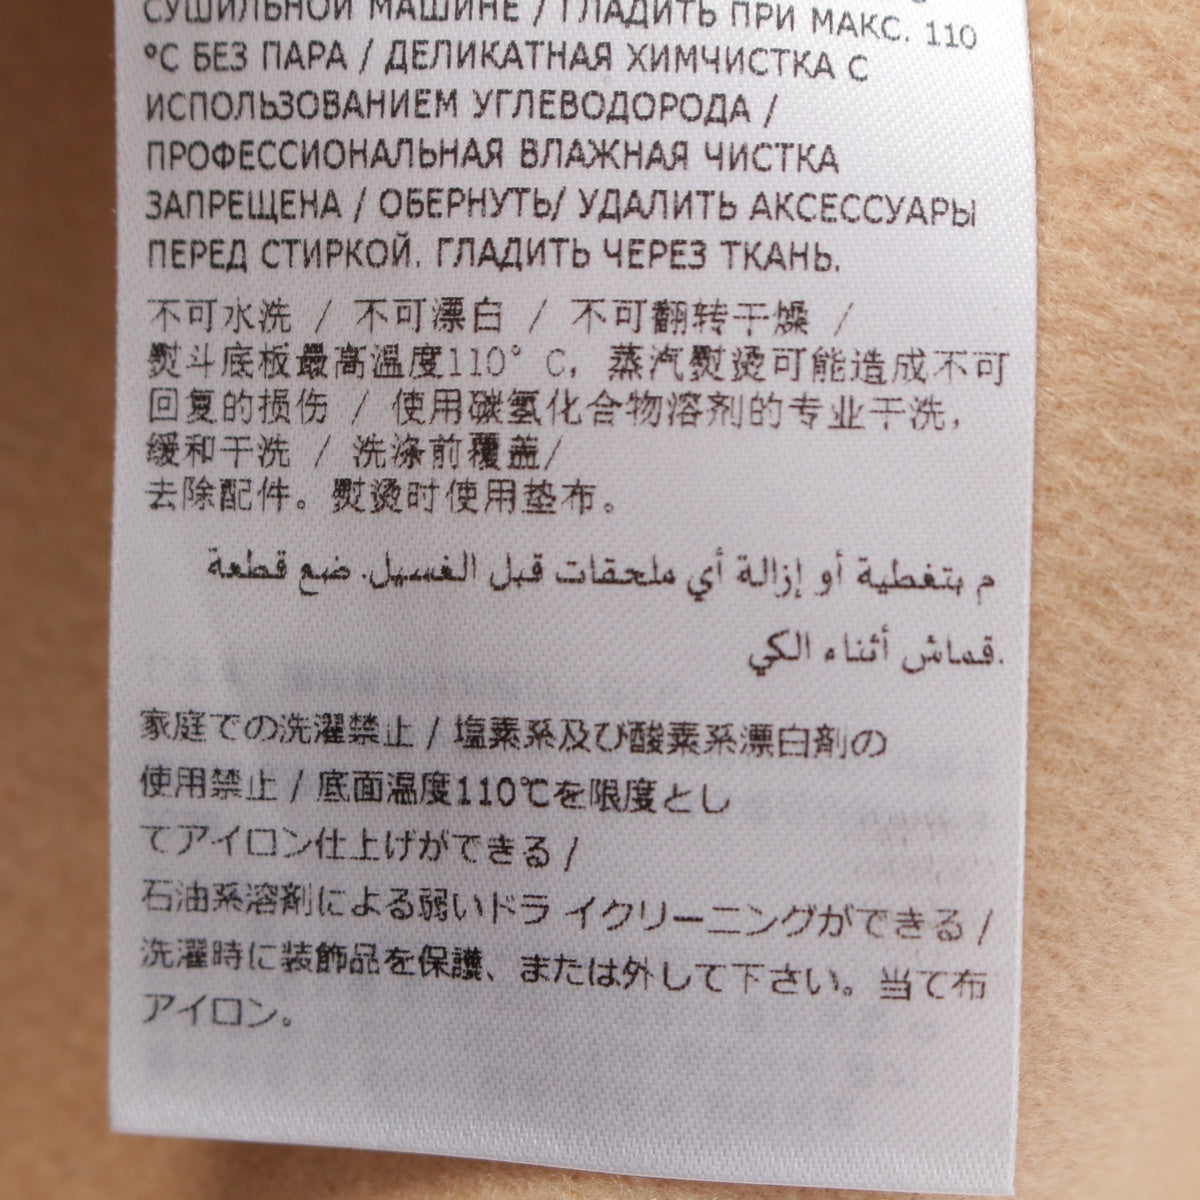 СУШИЛЬНОЙ МАШИНЕ / ГЛАДИТЬ ПРИ МАКС. 110
°C БЕЗ ПАРА / ДЕЛИКАТНАЯ ХИМЧИСТКА С
ИСПОЛЬЗОВАНИЕМ УГЛЕВОДОРОДА /
ПРОФЕССИОНАЛЬНАЯ ВЛАЖНАЯ ЧИСТКА
ЗАПРЕЩЕНА / ОБЕРНУТЬ/ УДАЛИТЬ АКСЕССУАРЫ
ПЕРЕД СТИРКОЙ. ГЛАДИТЬ ЧЕРЕЗ ТКАНЬ.
不可水洗 / 不可漂白 / 不可翻转干燥 /
熨斗底板最高温度110° C, 蒸汽熨烫可能造成不可
回复的损伤 / 使用碳氢化合物溶剂的专业干洗,
缓和干洗 / 洗涤前覆盖/
去除配件。熨烫时使用垫布。
م بتغطية أو إزالة أي ملحقات قبل الغسيل. ضع قطعة
قماش أثناء الكي.
家庭での洗濯禁止 / 塩素系及び酸素系漂白剤の
使用禁止 / 底面温度110℃を限度とし
てアイロン仕上げができる /
石油系溶剤による弱いドラ イクリーニングができる /
洗濯時に装飾品を保護、または外して下さい。当て布
アイロン。